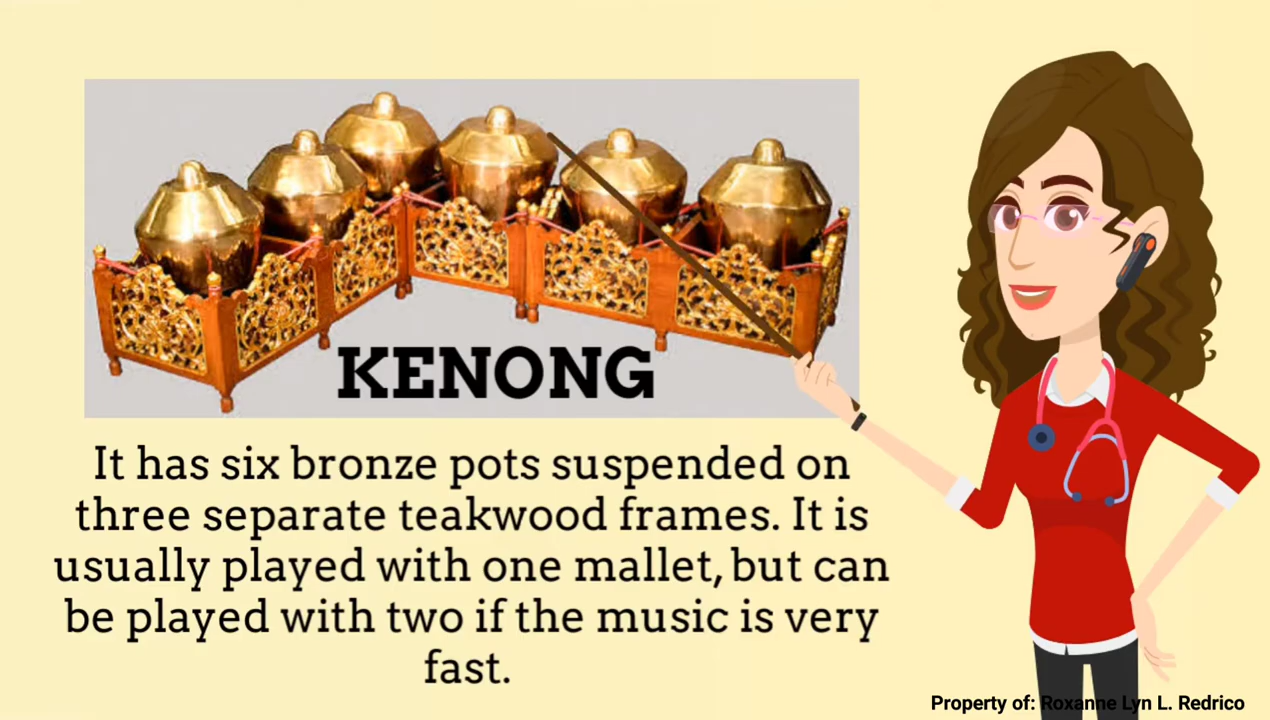 KENONG
It has six bronze pots suspended on
three separate teakwood frames. It is
usually played with one mallet, but can
be played with two if the music is very
fast.
Property of: Roxanne Lyn L. Redrico